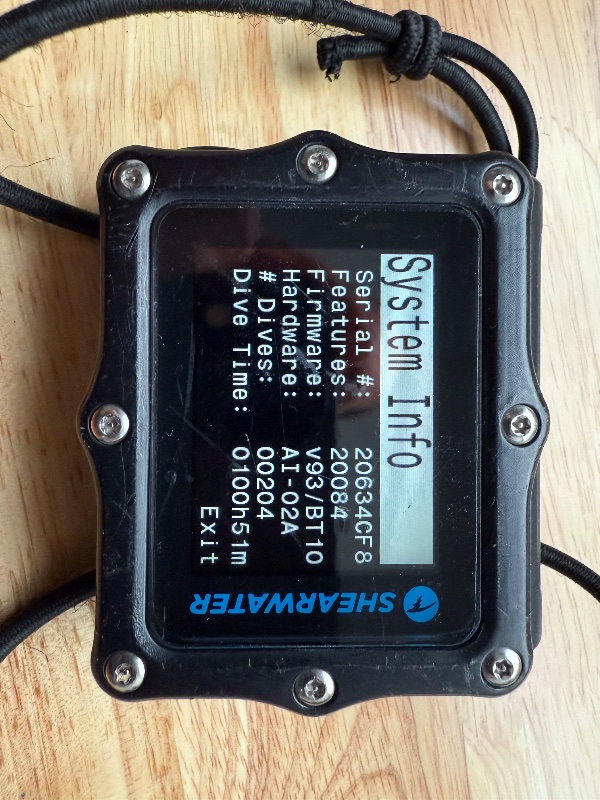 System Info
Serial #: 20634CF8
Features: 20084
Firmware: v93/BT10
Hardware: AI-02A
# Dives: 00204
Dive Time: 0100h51m
Exit
SHEARWATER